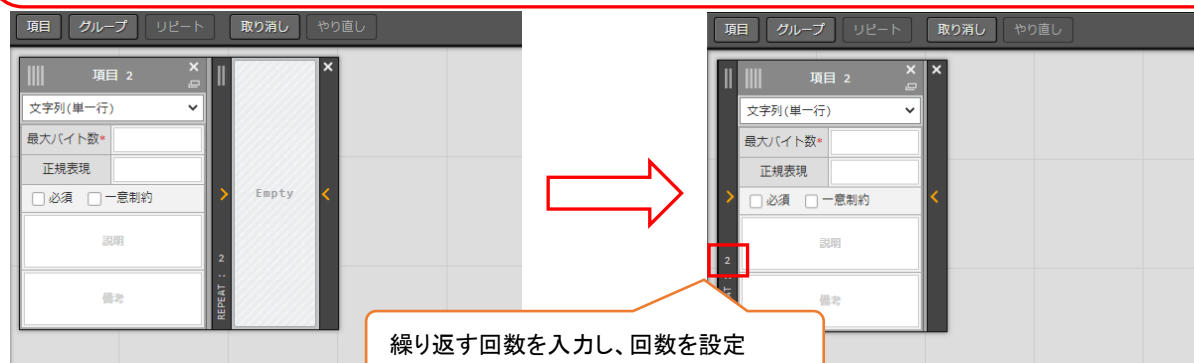 項目 グループ リピート 取り消し やり直し
項目 2
文字列(単一行)
最大バイト数*
正規表現
必須 一意制約
説明
備考
REPEAT : 2
Empty
項目 グループ リピート 取り消し やり直し
項目 2
文字列(単一行)
最大バイト数*
正規表現
必須 一意制約
説明
備考
2
繰り返す回数を入力し、回数を設定